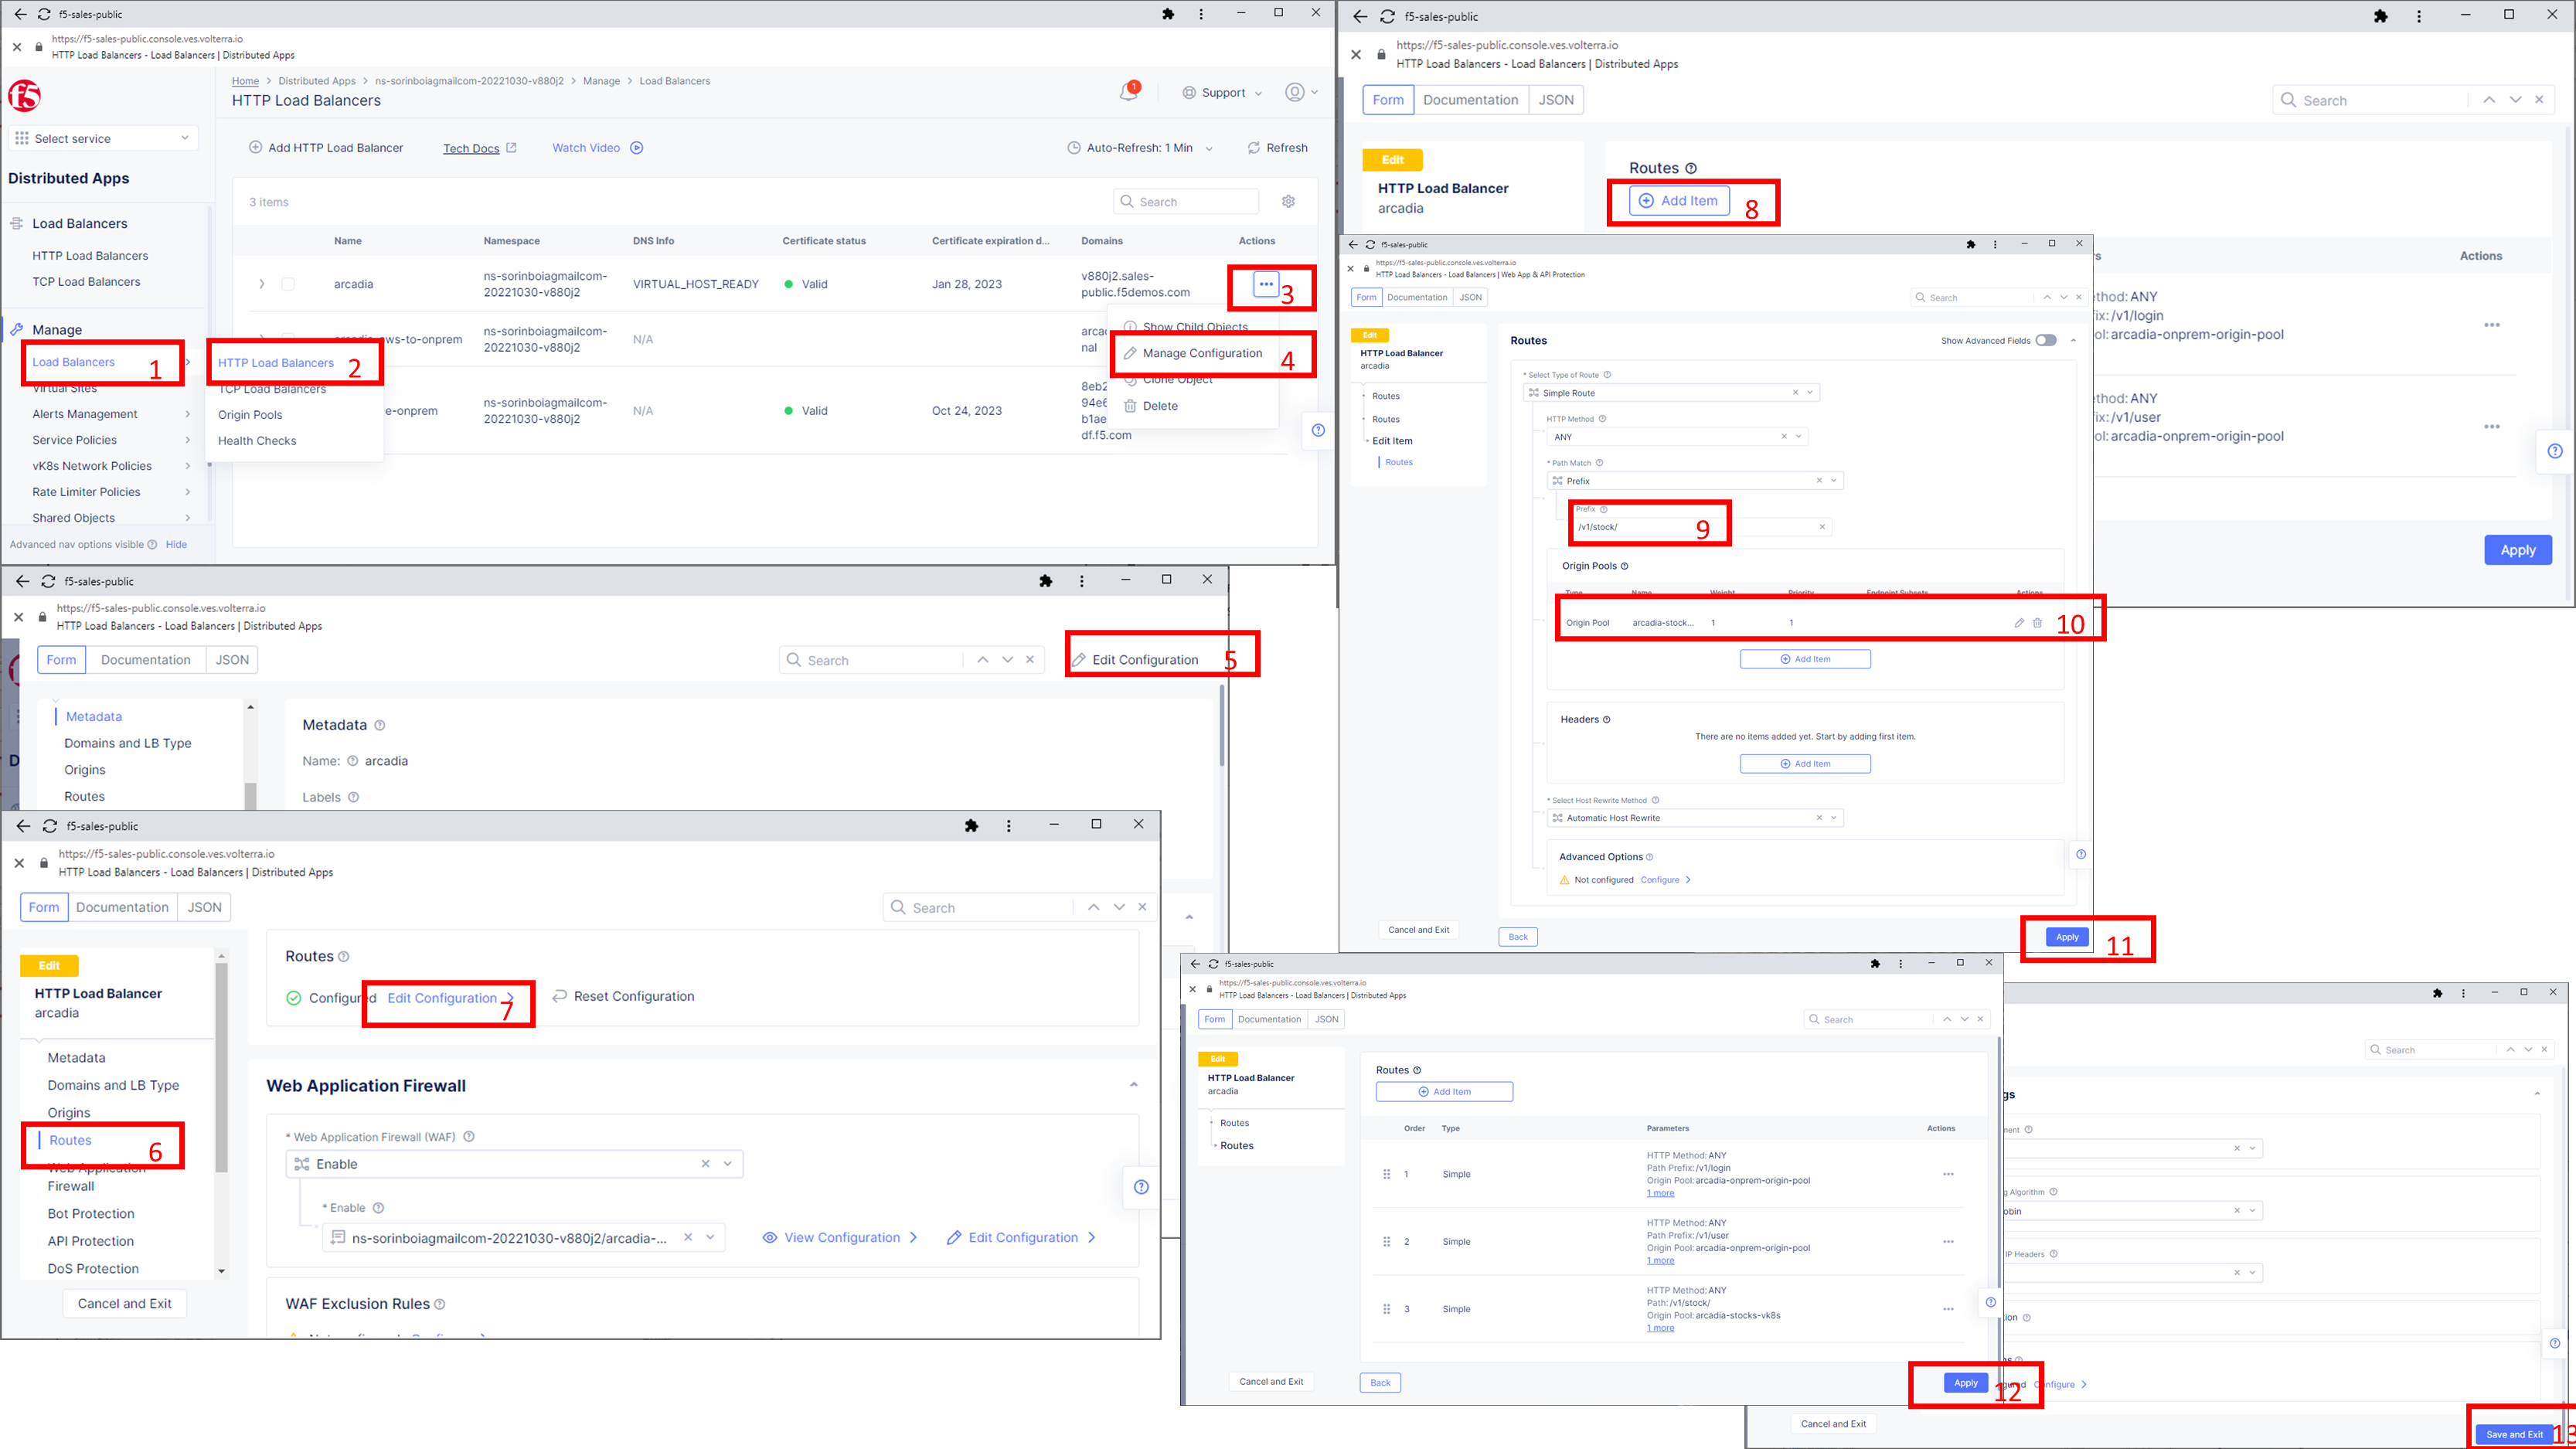 f5-sales-public
https://f5-sales-public.console.ves.volterra.io
HTTP Load Balancers - Load Balancers | Distributed Apps
f5
Home > Distributed Apps > ns-sorinboiagmailcom-20221030-v880j2 > Manage > Load Balancers
HTTP Load Balancers
1
Support
Select service
Add HTTP Load Balancer
Tech Docs
Watch Video
Auto-Refresh: 1 Min
Refresh
Distributed Apps
Load Balancers
HTTP Load Balancers
TCP Load Balancers
Manage
Load Balancers
1
Virtual Sites
Alerts Management
Service Policies
vK8s Network Policies
Rate Limiter Policies
Shared Objects
Advanced nav options visible
Hide
HTTP Load Balancers
2
TCP Load Balancers
Origin Pools
Health Checks
3 items
Search
Name
Namespace
DNS Info
Certificate status
Certificate expiration d...
Domains
Actions
arcadia
ns-sorinboiagmailcom-
20221030-v880j2
VIRTUAL_HOST_READY
Valid
Jan 28, 2023
v880j2.sales-
public.f5demos.com
3
ws-to-onprem
ns-sorinboiagmailcom-
20221030-v880j2
N/A
arca
nal
e-onprem
ns-sorinboiagmailcom-
20221030-v880j2
N/A
Valid
Oct 24, 2023
8eb2
94e6
b1ae
df.f5.com
Show Child Objects
Manage Configuration
4
Clone Object
Delete
f5-sales-public
https://f5-sales-public.console.ves.volterra.io
HTTP Load Balancers - Load Balancers | Distributed Apps
Form
Documentation
JSON
Search
Edit Configuration
5
D
Metadata
Domains and LB Type
Origins
Routes
Metadata
Name:
arcadia
Labels
f5-sales-public
https://f5-sales-public.console.ves.volterra.io
HTTP Load Balancers - Load Balancers | Distributed Apps
Form
Documentation
JSON
Search
Edit
HTTP Load Balancer
arcadia
Metadata
Domains and LB Type
Origins
Routes
6
Web Application
Firewall
Bot Protection
API Protection
DoS Protection
Cancel and Exit
Routes
Configured
Edit Configuration
7
Reset Configuration
Web Application Firewall
* Web Application Firewall (WAF)
Enable
* Enable
ns-sorinboiagmailcom-20221030-v880j2/arcadia-...
View Configuration
Edit Configuration
WAF Exclusion Rules
f5-sales-public
https://f5-sales-public.console.ves.volterra.io
HTTP Load Balancers - Load Balancers | Distributed Apps
Form
Documentation
JSON
Search
Edit
HTTP Load Balancer
arcadia
Routes
Add Item
8
s
Actions
thod: ANY
fix: /v1/login
ol: arcadia-onprem-origin-pool
thod: ANY
fix: /v1/user
ol: arcadia-onprem-origin-pool
Apply
f5-sales-public
https://f5-sales-public.console.ves.volterra.io
HTTP Load Balancers - Load Balancers | Web App & API Protection
Form
Documentation
JSON
Search
Edit
HTTP Load Balancer
arcadia
Routes
Routes
Edit Item
Routes
Routes
Show Advanced Fields
* Select Type of Route
Simple Route
HTTP Method
ANY
* Path Match
Prefix
Prefix
/v1/stock/
9
Origin Pools
Type
Name
Weight
Priority
Endpoint Subsets
Actions
Origin Pool
arcadia-stock...
1
1
10
Add Item
Headers
There are no items added yet. Start by adding first item.
Add Item
* Select Host Rewrite Method
Automatic Host Rewrite
Advanced Options
Not configured
Configure
Cancel and Exit
Back
Apply
11
f5-sales-public
https://f5-sales-public.console.ves.volterra.io
HTTP Load Balancers - Load Balancers | Distributed Apps
Form
Documentation
JSON
Search
Edit
HTTP Load Balancer
arcadia
Routes
Routes
Routes
Add Item
Order
Type
Parameters
Actions
1
Simple
HTTP Method: ANY
Path Prefix: /v1/login
Origin Pool: arcadia-onprem-origin-pool
1 more
2
Simple
HTTP Method: ANY
Path Prefix: /v1/user
Origin Pool: arcadia-onprem-origin-pool
1 more
3
Simple
HTTP Method: ANY
Path: /v1/stock/
Origin Pool: arcadia-stocks-vk8s
1 more
Cancel and Exit
Back
Apply
12
Search
gs
ment
g Algorithm
obin
IP Headers
tion
gured
Configure
Cancel and Exit
Save and Exit
13